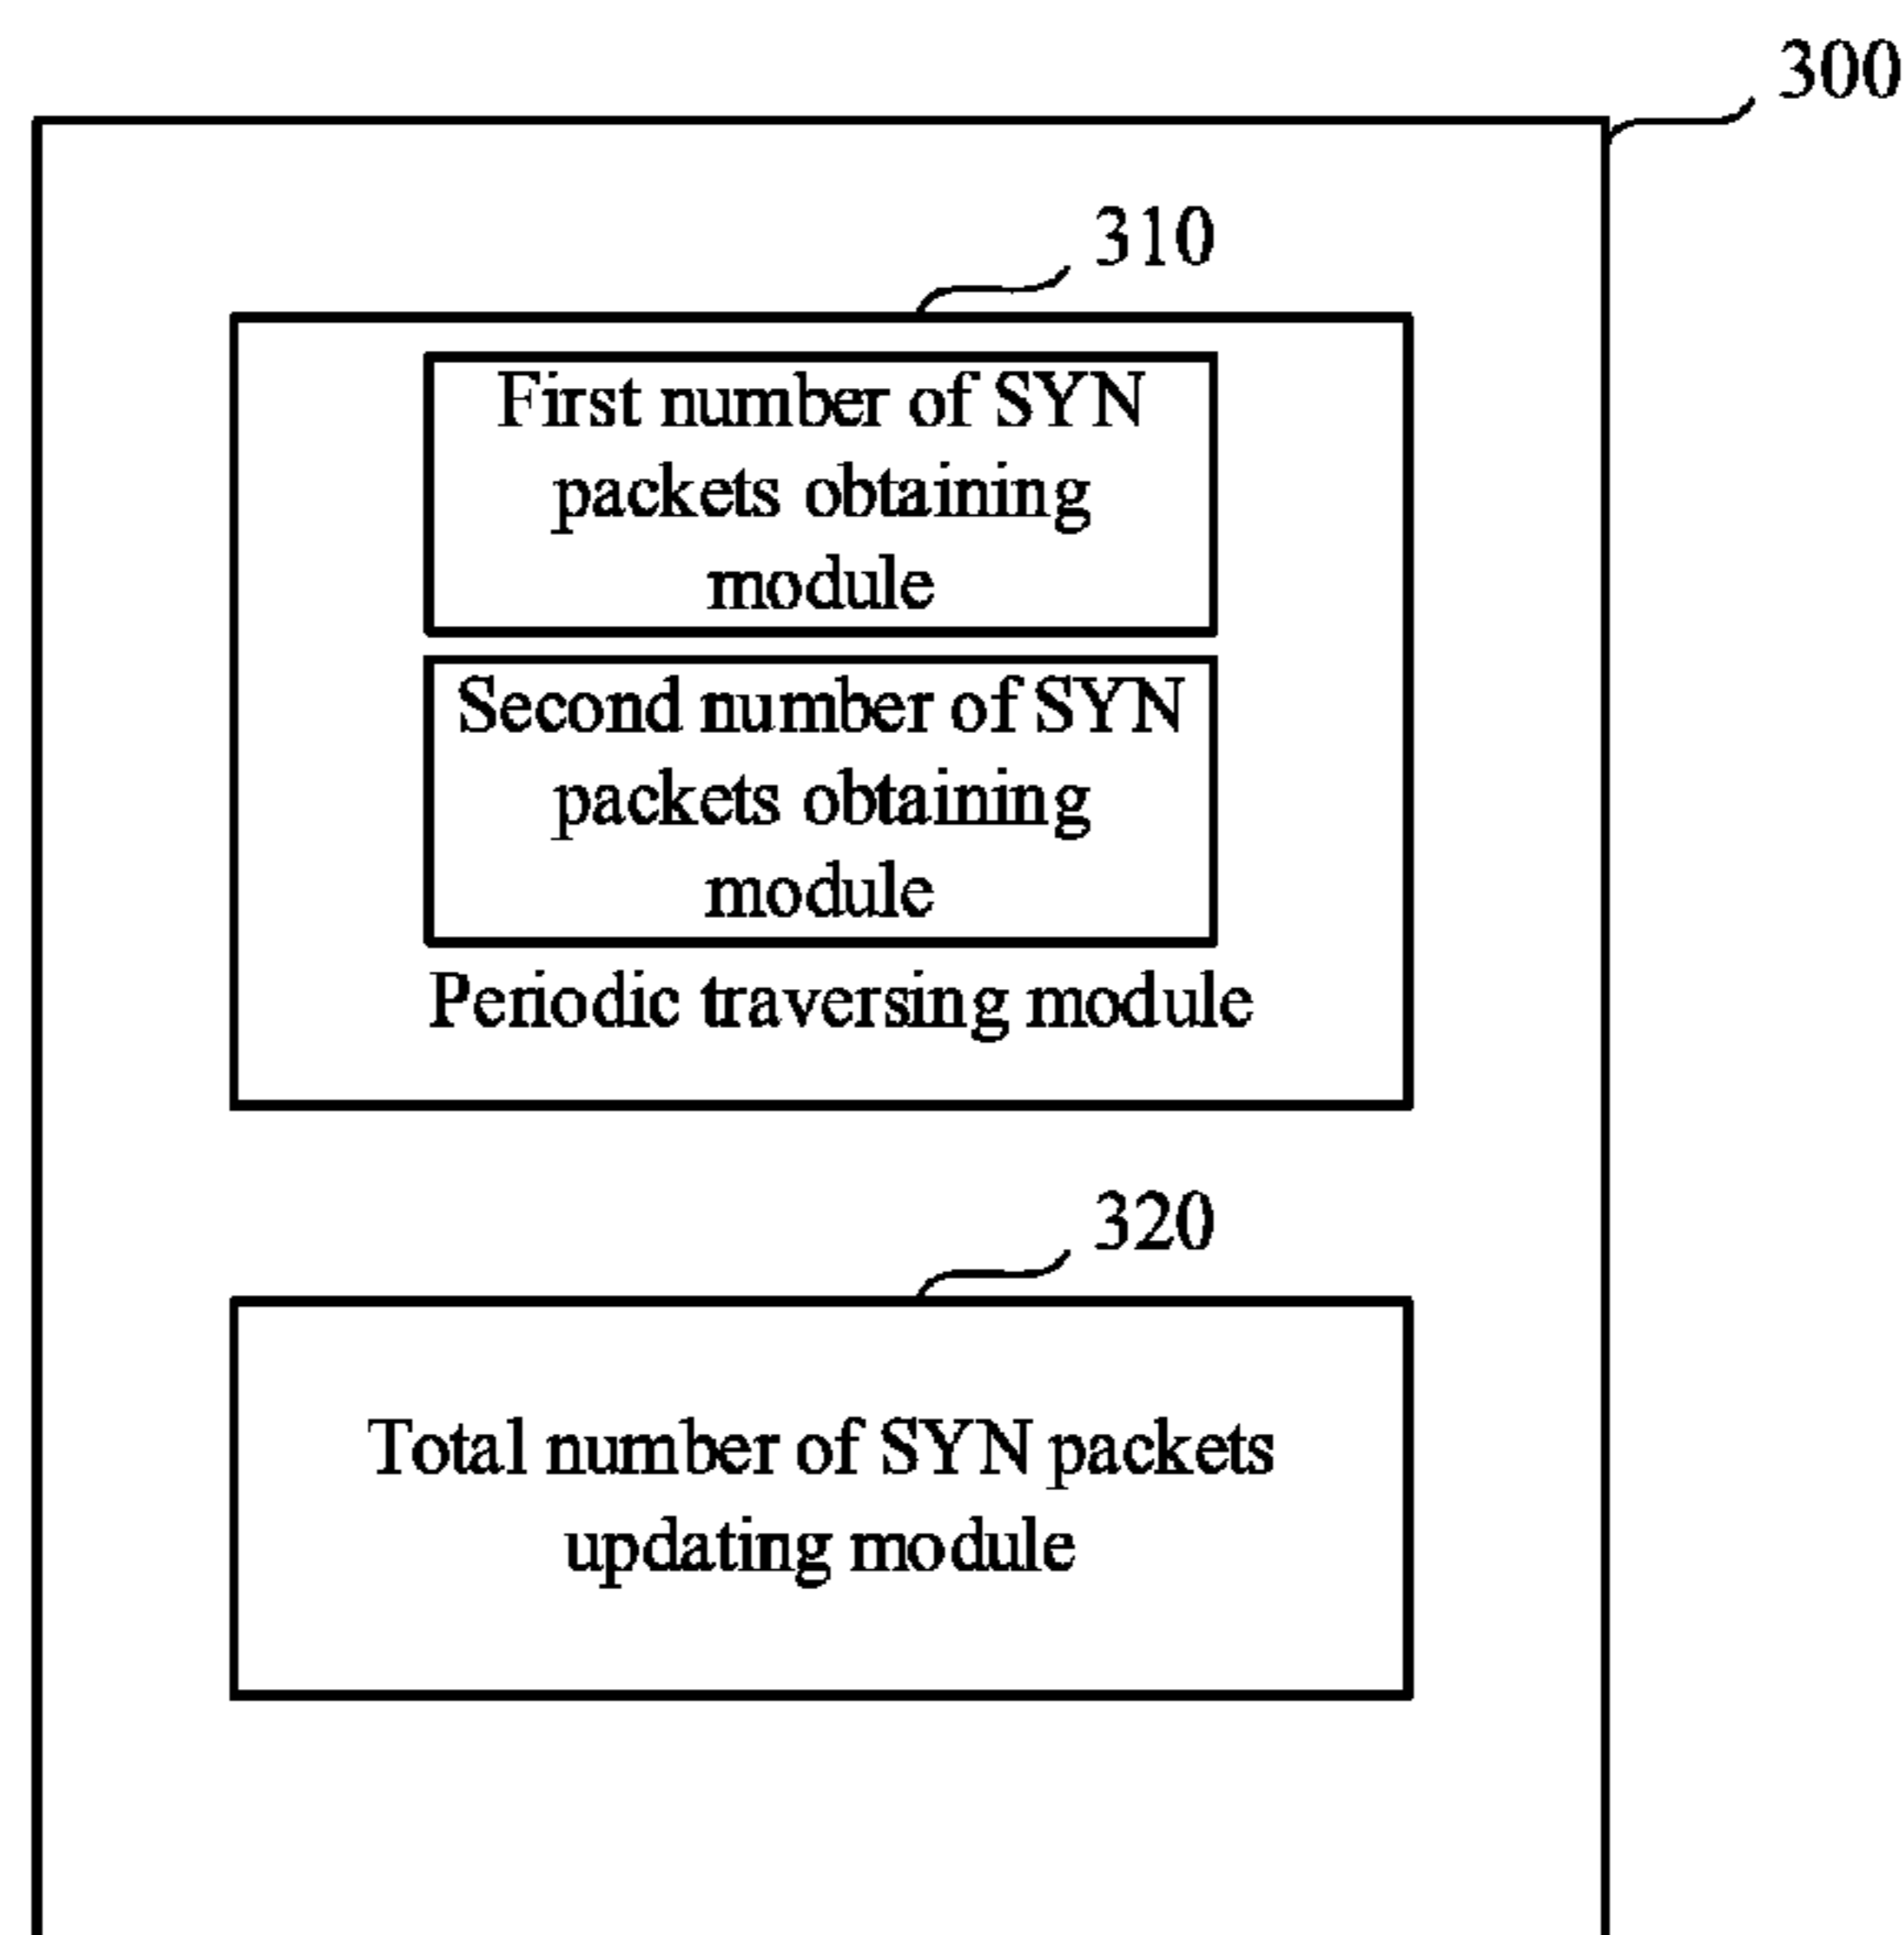 300
310
First number of SYN
packets obtaining
module
Second number of SYN
packets obtaining
module
Periodic traversing module
320
Total number of SYN packets
updating module